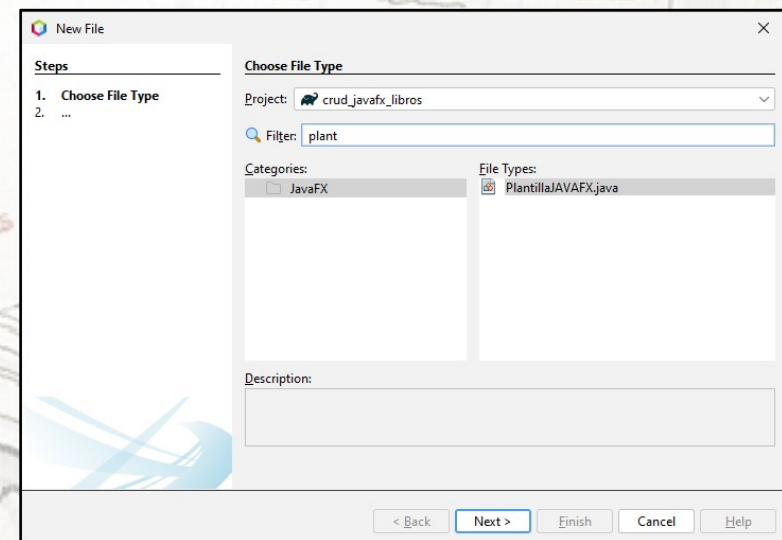 New File
Steps
1. Choose File Type
2. ...
Choose File Type
Project: crud_javafx_libros
Filter: plant
Categories:
JavaFX
File Types:
PlantillaJAVAFX.java
Description:
< Back Next > Finish Cancel Help